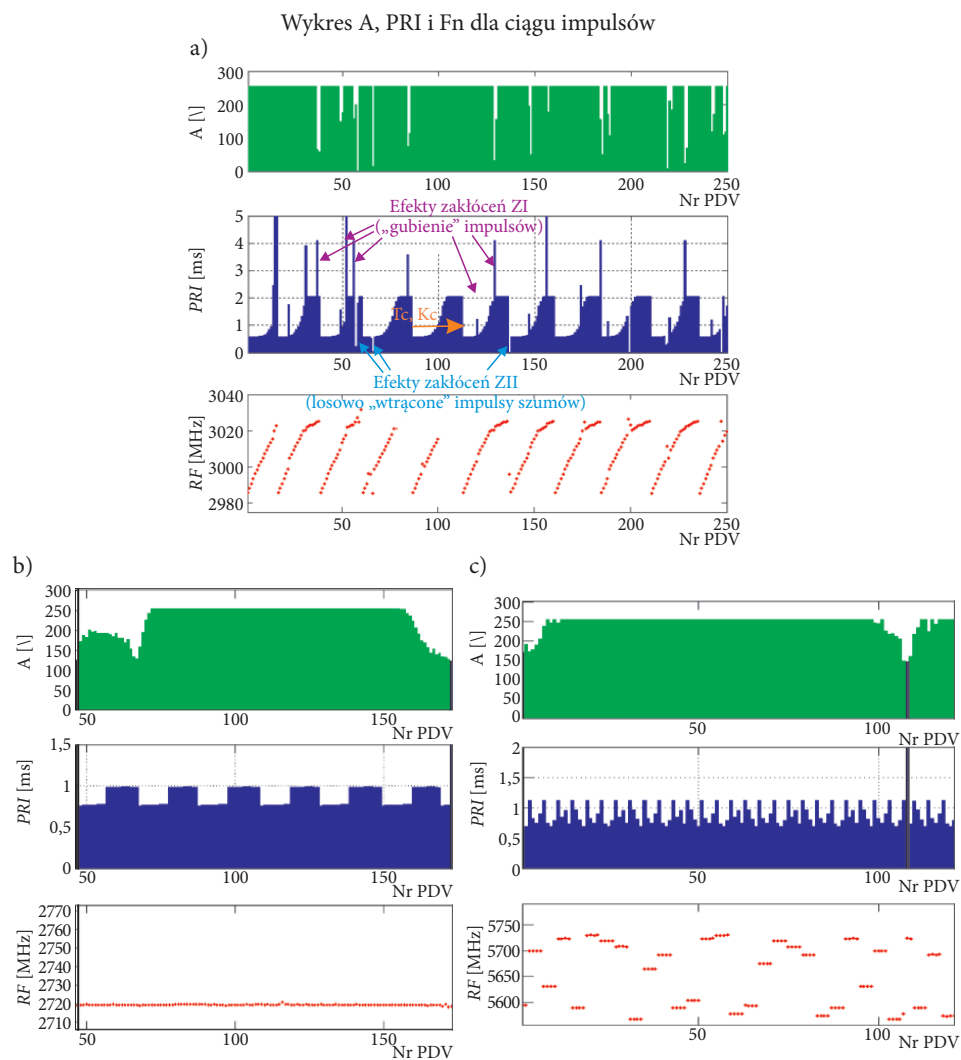 Wykres A, PRI i Fn dla ciągu impulsów
a)
A [\]
300
200
100
0
50 100 150 200 250
Nr PDV
PRI [ms]
5
4
3
2
1
0
Efekty zakłóceń ZI
(„gubienie” impulsów)
Tc, Kc
50 100 150 200 250
Nr PDV
Efekty zakłóceń ZII
(losowo „wtrącone” impulsy szumów)
RF [MHz]
3040
3020
3000
2980
50 100 150 200 250
Nr PDV
b)
A [\]
300
250
200
150
100
50
0
50 100 150
Nr PDV
PRI [ms]
1,5
1
0,5
0
50 100 150
Nr PDV
RF [MHz]
2770
2760
2750
2740
2730
2720
2710
50 100 150
Nr PDV
c)
A [\]
300
250
200
150
100
50
0
50 100
Nr PDV
PRI [ms]
2
1,5
1
0,5
0
50 100
Nr PDV
RF [MHz]
5750
5700
5650
5600
50 100
Nr PDV